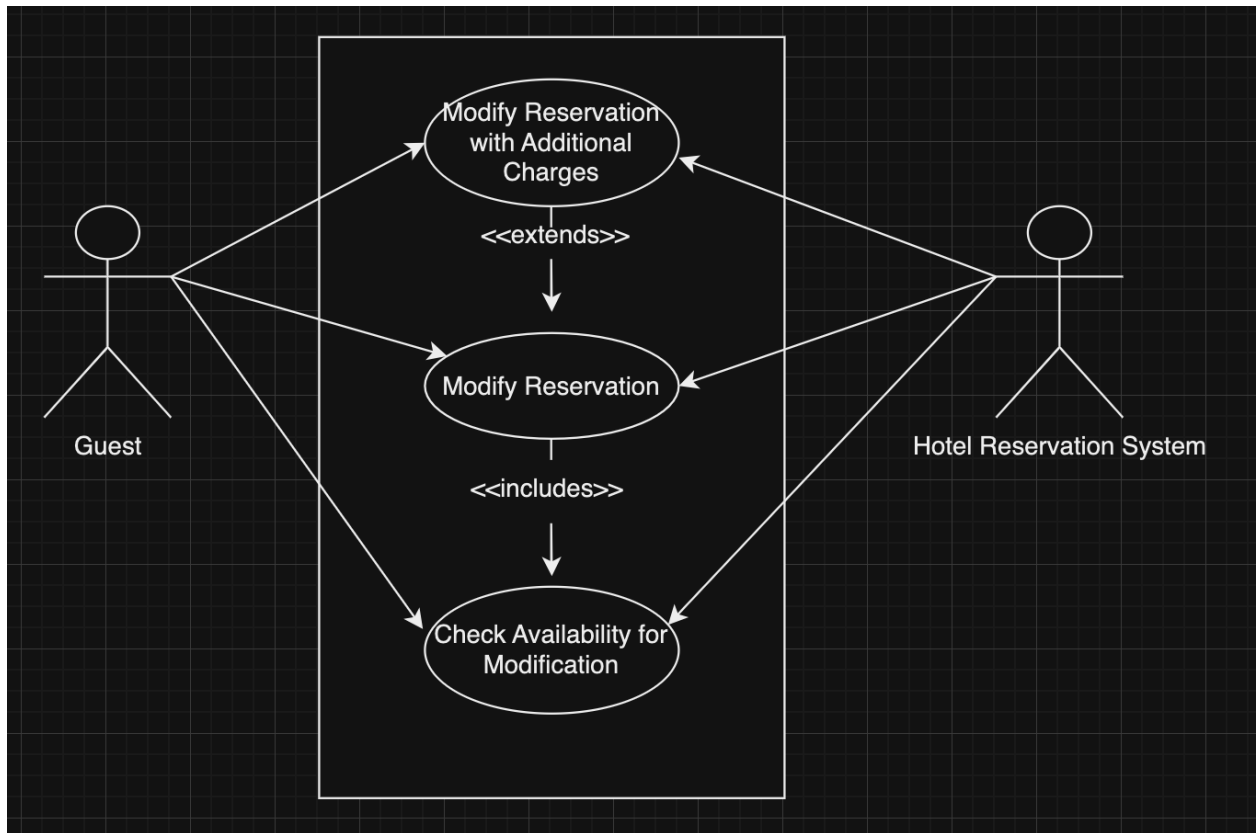 Modify Reservation
with Additional
Charges
<<extends>>
Modify Reservation
Guest
Hotel Reservation System
<<includes>>
Check Availability for
Modification